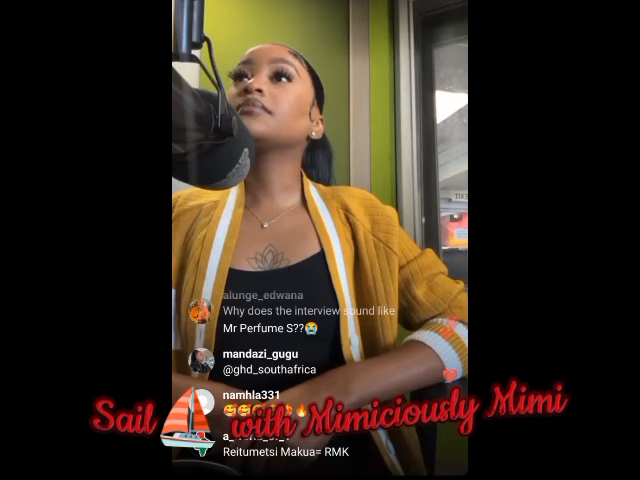 alunge_edwana
Why does the interview sound like
Mr Perfume S??😭
mandazi_gugu
@ghd_southafrica
namhla331
Sail with Mimiciously Mimi
Reitumetsi Makua= RMK